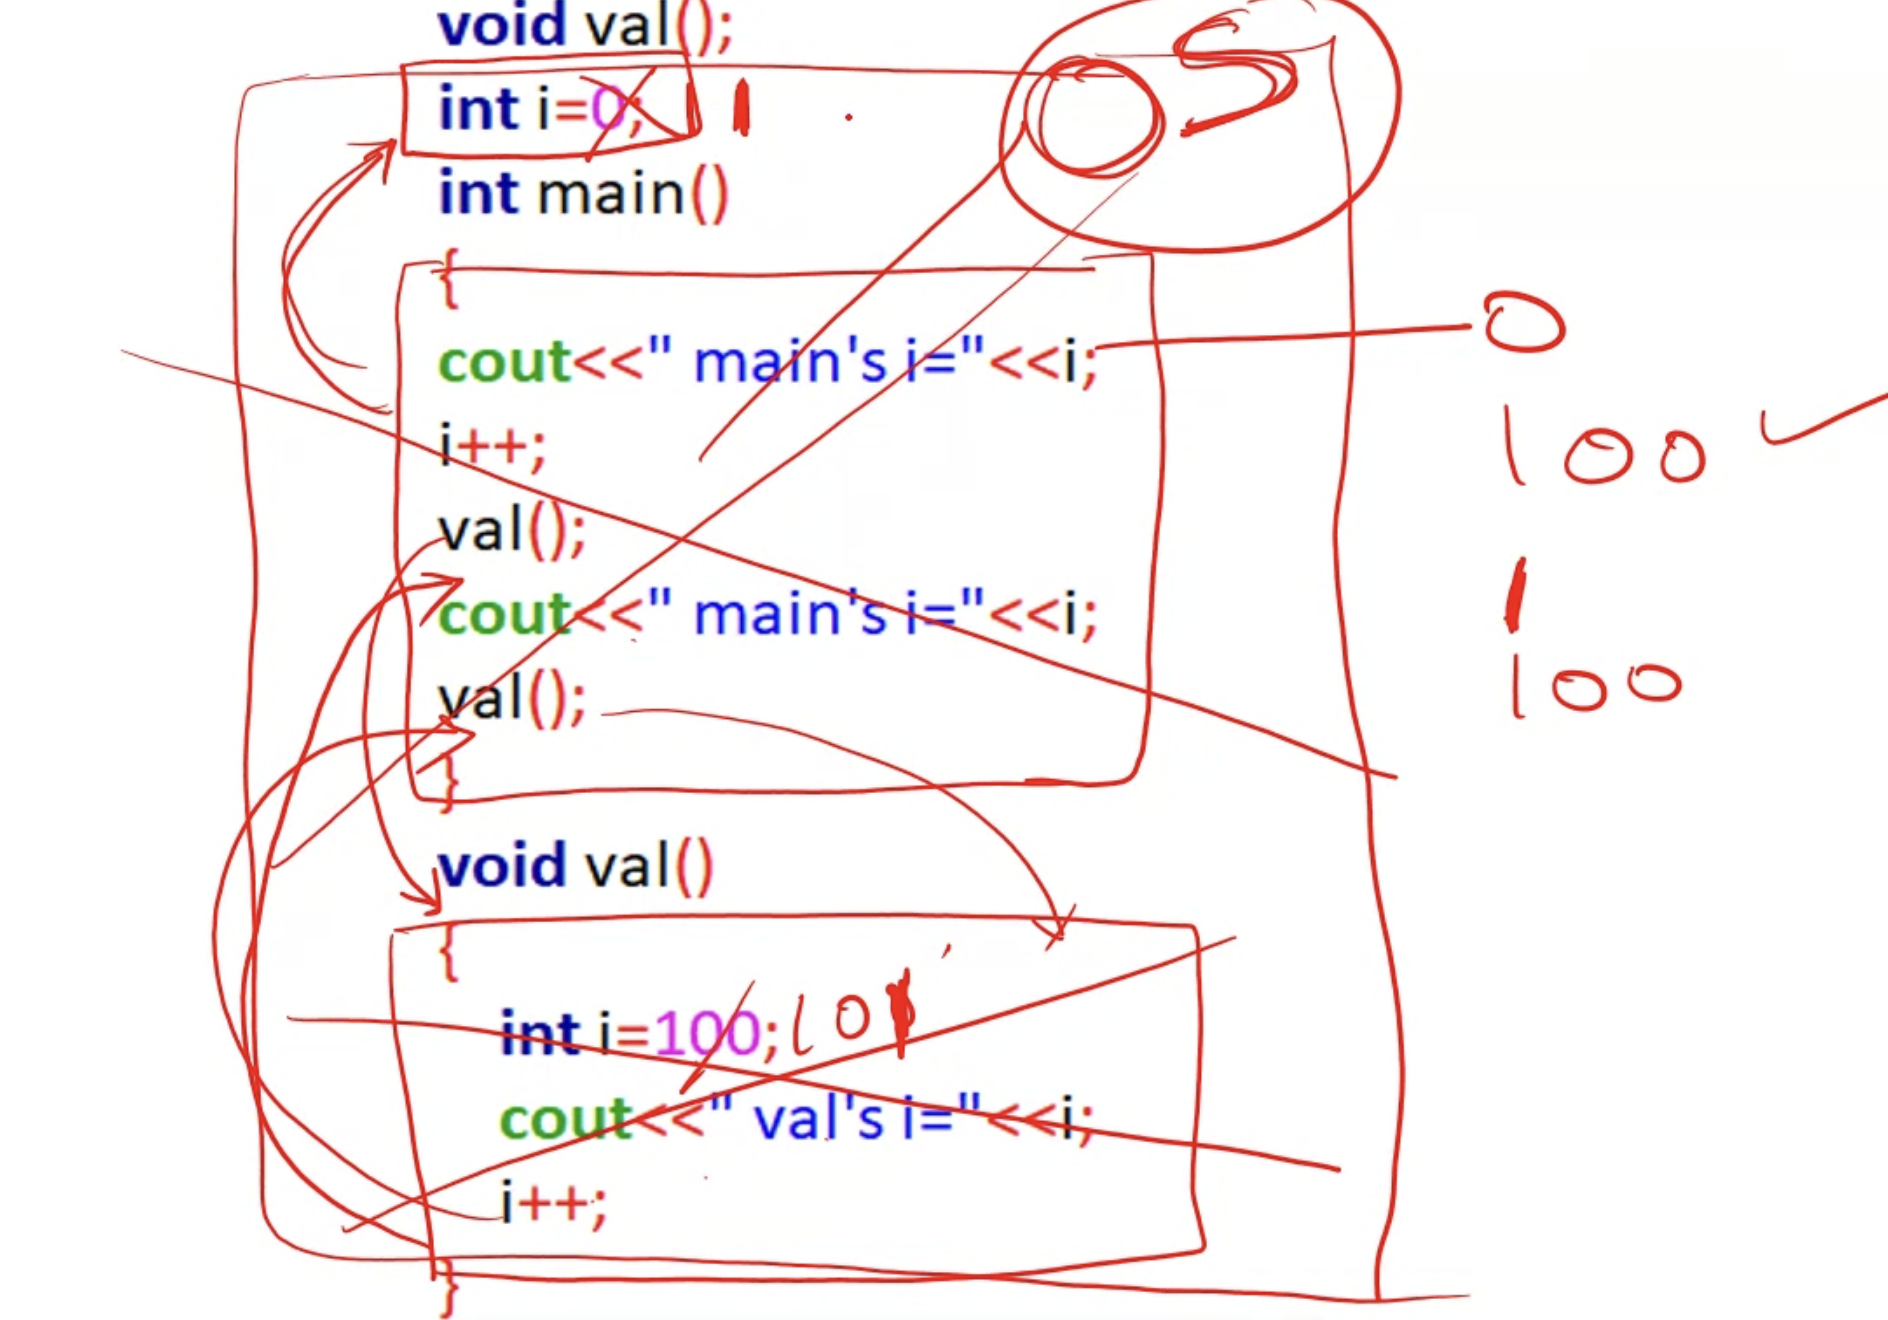 void val();
int i=0; 1
int main()
{
cout<<" main's i="<<i; 0
i++; 100
val();
cout<<" main's i="<<i; 1
val(); 100
}
void val()
{
int i=100; 101
cout<<" val's i="<<i;
i++;
}